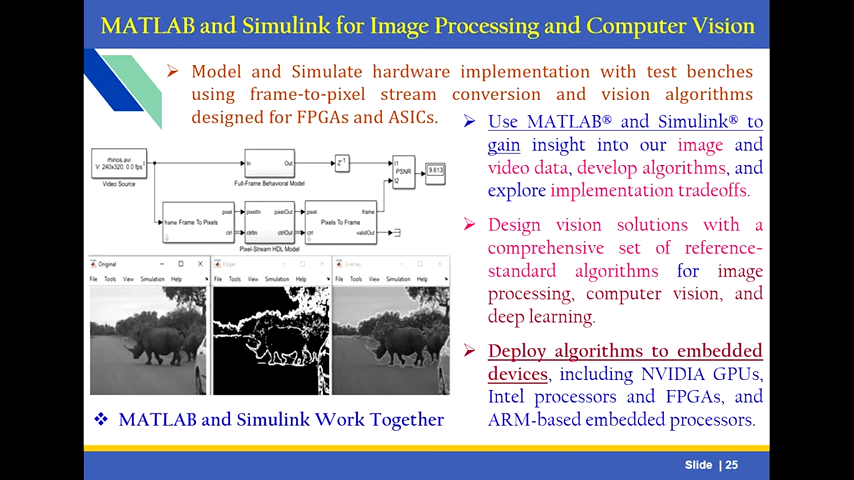 MATLAB and Simulink for Image Processing and Computer Vision
➢ Model and Simulate hardware implementation with test benches
using frame-to-pixel stream conversion and vision algorithms
designed for FPGAs and ASICS.
➢ Use MATLAB® and Simulink® to
gain insight into our image and
video data, develop algorithms, and
explore implementation tradeoffs.
➢ Design vision solutions with a
comprehensive set of reference-
standard algorithms for image
processing, computer vision, and
deep learning.
➢ Deploy algorithms to embedded
devices, including NVIDIA GPUs,
Intel processors and FPGAs, and
ARM-based embedded processors.
rhinos.avi
V: 240x320, 0.0 fps
Video Source
In Out
Full-Frame Behavioral Model
Z⁻¹
I1
PSNR
I2
9.613
frame Frame To Pixels pixel
ctrl
pixelIn pixelOut
ctrlIn ctrlOut
Pixel-Stream HDL Model
pixel Pixels To Frame frame
ctrl validOut
Original
File Tools View Simulation Help
Edges
File Tools View Simulation Help
Overlay
File Tools View Simulation Help
❖ MATLAB and Simulink Work Together
Slide | 25